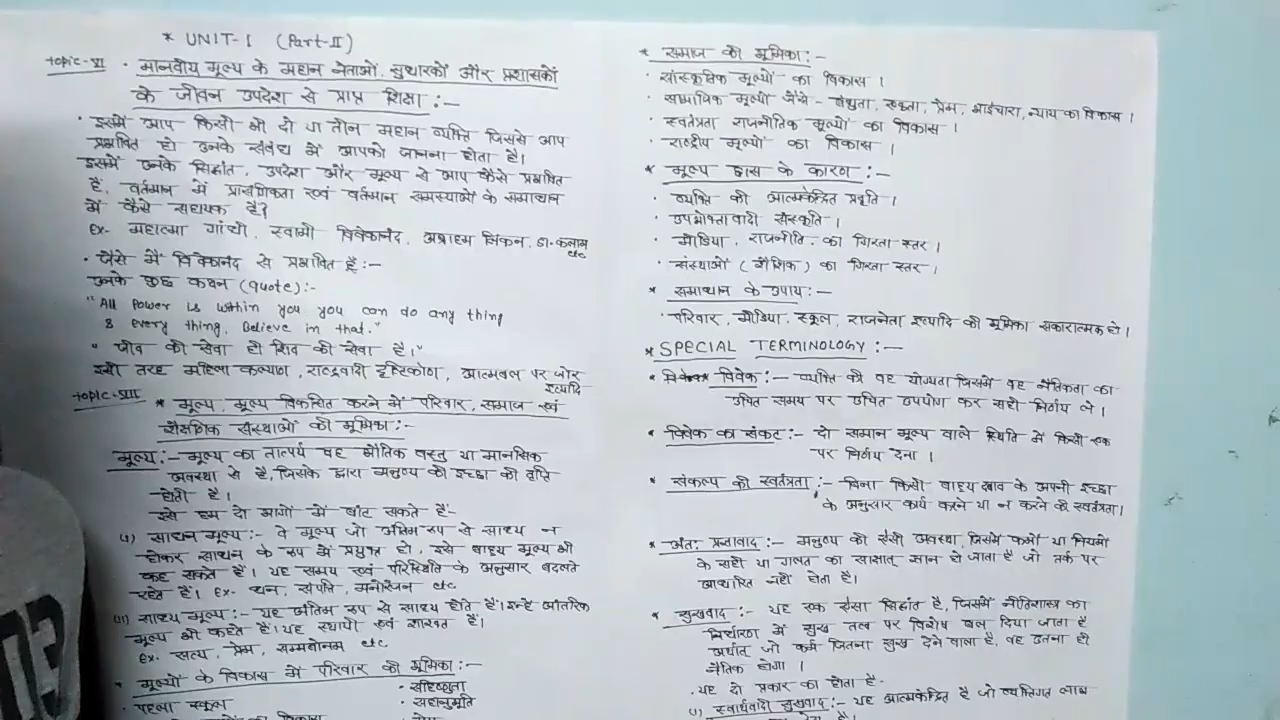 * UNIT-1 (Part-II)
Topic-VI · मानवीय मूल्य के महान नेताओं, सुधारकों और प्रशासकों
के जीवन उपदेश से प्राप्त शिक्षा :-
· इसमें आप किसी भी दो या तीन महान व्यक्ति जिससे आप
प्रभावित हो उनके संबंध में आपको जानना होता है।
इसमें उनके सिद्धांत, उपदेश और मूल्य से आप कैसे प्रभावित
है, वर्तमान में प्रासंगिकता एवं वर्तमान समस्याओं के समाधान
में कैसे सहायक है?
Ex- महात्मा गांधी, स्वामी विवेकानंद, अब्राहम लिंकन, डा॰ कलाम
etc
· जैसे मैं विवेकानंद से प्रभावित हूँ:-
उनके कुछ कथन (quote):-
"All power is within you you can do any thing
& every thing, Believe in that."
"जीव की सेवा ही शिव की सेवा है।"
इसी तरह महिला कल्याण, राष्ट्रवादी दृष्टिकोण, आत्मबल पर जोर
इत्यादि
Topic-VIII * मूल्य, मूल्य विकसित करने में परिवार, समाज एवं
शैक्षणिक संस्थाओं की भूमिका :-
मूल्य:- मूल्य का तात्पर्य वह भौतिक वस्तु या मानसिक
अवस्था से है, जिसके द्वारा मनुष्य की इच्छा की तृप्ति
होती है।
इसे हम दो भागों में बांट सकते हैं:-
(i) साधन मूल्य:- वे मूल्य जो अंतिम रूप से साध्य न
होकर साधन के रूप में प्रयुक्त हो, इसे बाह्य मूल्य भी
कह सकते हैं। यह समय एवं परिस्थिति के अनुसार बदलते
रहते हैं। Ex- धन, संपत्ति, मनोरंजन etc
(ii) साध्य मूल्य:- यह अंतिम रूप से साध्य होते हैं। इन्हें आंतरिक
मूल्य भी कहते हैं। यह स्थायी एवं शाश्वत हैं।
Ex. सत्य, प्रेम, etc
· मूल्यों के विकास में परिवार की भूमिका :-
· पहला स्कूल
· सहिष्णुता
· सहानुभूति
* समाज की भूमिका :-
· सांस्कृतिक मूल्यों का विकास।
· सामाजिक मूल्यों जैसे - बंधुता, एकता, प्रेम, भाईचारा, न्याय का विकास।
· स्वतंत्रता राजनीतिक मूल्यों का विकास।
· राष्ट्रीय मूल्यों का विकास।
* मूल्य ह्रास के कारण :-
· व्यक्ति की आत्मकेंद्रित प्रवृति।
· उपभोक्तावादी संस्कृति।
· मीडिया, राजनीति, का गिरता स्तर।
· संस्थाओं (शैक्षिक) का गिरता स्तर।
* समाधान के उपाय:-
· परिवार, मीडिया, स्कूल, राजनेता इत्यादि की भूमिका सकारात्मक हो।
* SPECIAL TERMINOLOGY :-
* विवेक :- व्यक्ति की वह योग्यता जिसमें वह नैतिकता का
उचित समय पर उचित उपयोग कर सही निर्णय ले।
* विवेक का संकट:- दो समान मूल्य वाले स्थिति में किसी एक
पर निर्णय देना।
* संकल्प की स्वतंत्रता :- बिना किसी बाह्य दबाव के अपनी इच्छा
के अनुसार कार्य करने या न करने की स्वतंत्रता।
* अंतः प्रज्ञावाद :- मनुष्य की ऐसी अवस्था, जिसमें कर्मों या नियमों
के सही या गलत का साक्षात् ज्ञान हो जाता है जो तर्क पर
आधारित नहीं होता है।
* सुखवाद :- यह एक ऐसा सिद्धांत है, जिसमें नीतिशास्त्र का
निर्धारण में सुख तत्व पर विशेष बल दिया जाता है
अर्थात् जो कर्म जितना सुख देने वाला है, वह उतना ही
नैतिक होगा।
· यह दो प्रकार का होता है-
(i) स्वार्थवादी सुखवाद:- यह आत्मकेंद्रित है जो व्यक्तिगत लाभ